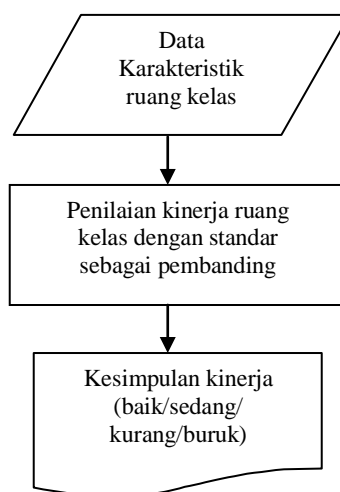 Data
Karakteristik
ruang kelas
Penilaian kinerja ruang
kelas dengan standar
sebagai pembanding
Kesimpulan kinerja
(baik/sedang/
kurang/buruk)